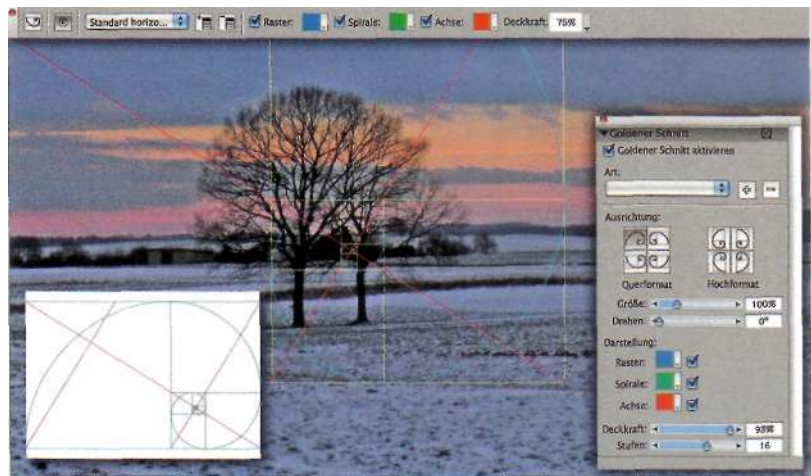 Standard horizo... Raster: Spirale: Achse: Deckkraft: 75%
Goldener Schnitt
Goldener Schnitt aktivieren
Art:
Ausrichtung:
Querformat Hochformat
Größe: 100%
Drehen: 0°
Darstellung:
Raster:
Spirale:
Achse:
Deckkraft: 93%
Stufen: 16